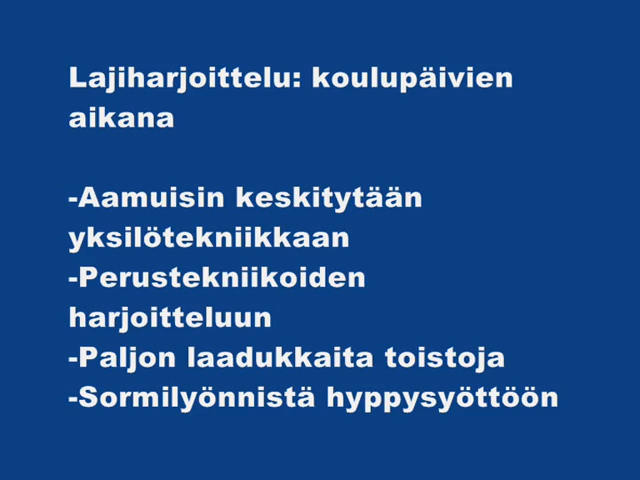 Lajiharjoittelu: koulupäivien
aikana
-Aamuisin keskitytään
yksilötekniikkaan
-Perustekniikoiden
harjoitteluun
-Paljon laadukkaita toistoja
-Sormilyönnistä hyppysyöttöön